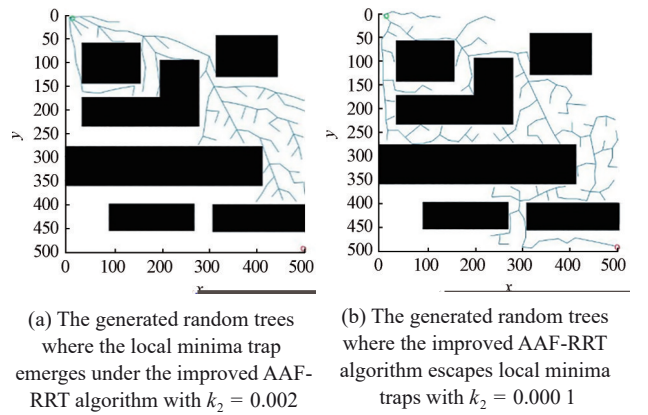 0
50
100
150
200
250
300
350
400
450
500
y
0 100 200 300 400 500
x
(a) The generated random trees
where the local minima trap
emerges under the improved AAF-
RRT algorithm with k₂ = 0.002
0
50
100
150
200
250
300
350
400
450
500
y
0 100 200 300 400 500
x
(b) The generated random trees
where the improved AAF-RRT
algorithm escapes local minima
traps with k₂ = 0.000 1